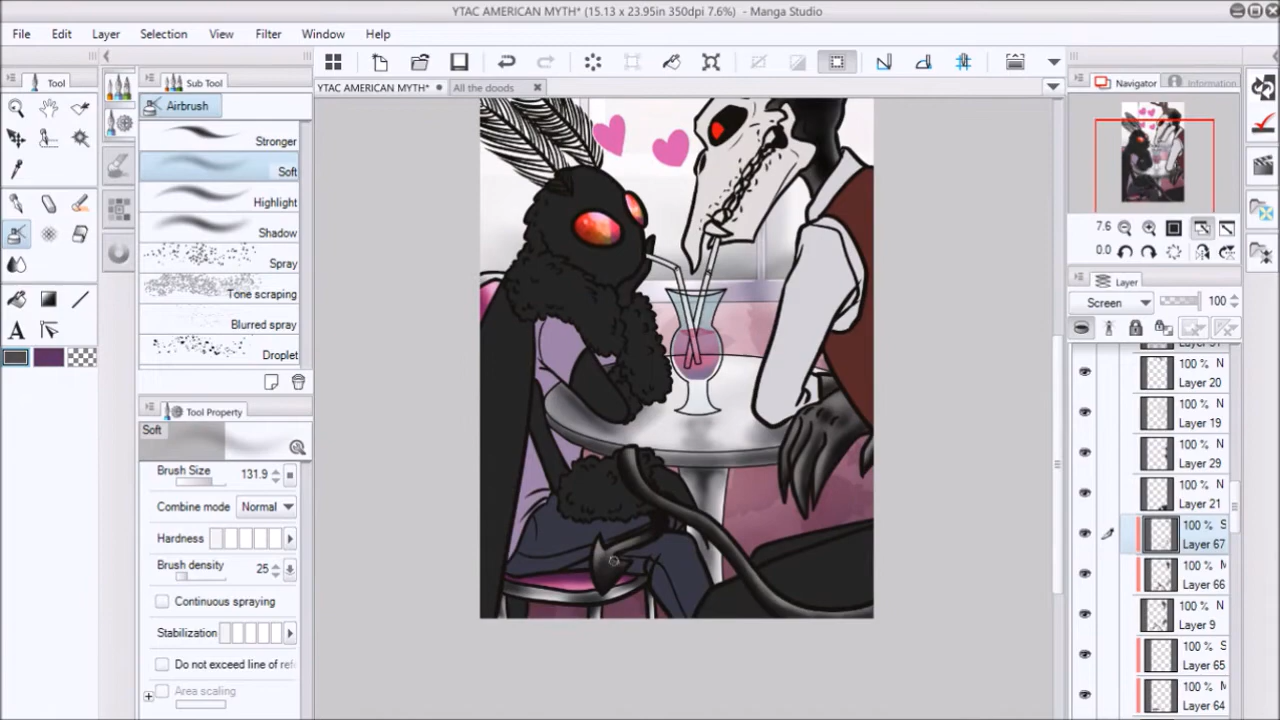 YTAC AMERICAN MYTH* (15.13 x 23.95in 350dpi 7.6%) - Manga Studio
File Edit Layer Selection View Filter Window Help
Tool
Sub Tool
Airbrush
Stronger
Soft
Highlight
Shadow
Spray
Tone scraping
Blurred spray
Droplet
Tool Property
Soft
Brush Size 131.9
Combine mode Normal
Hardness
Brush density 25
Continuous spraying
Stabilization
Do not exceed line of refe
Area scaling
YTAC AMERICAN MYTH* All the doods
Navigator Information
7.6
0.0
Layer
Screen 100
100 % N
Layer 20
100 % N
Layer 19
100 % N
Layer 29
100 % N
Layer 21
100 % S
Layer 67
100 % M
Layer 66
100 % N
Layer 9
100 % S
Layer 65
100 % M
Layer 64